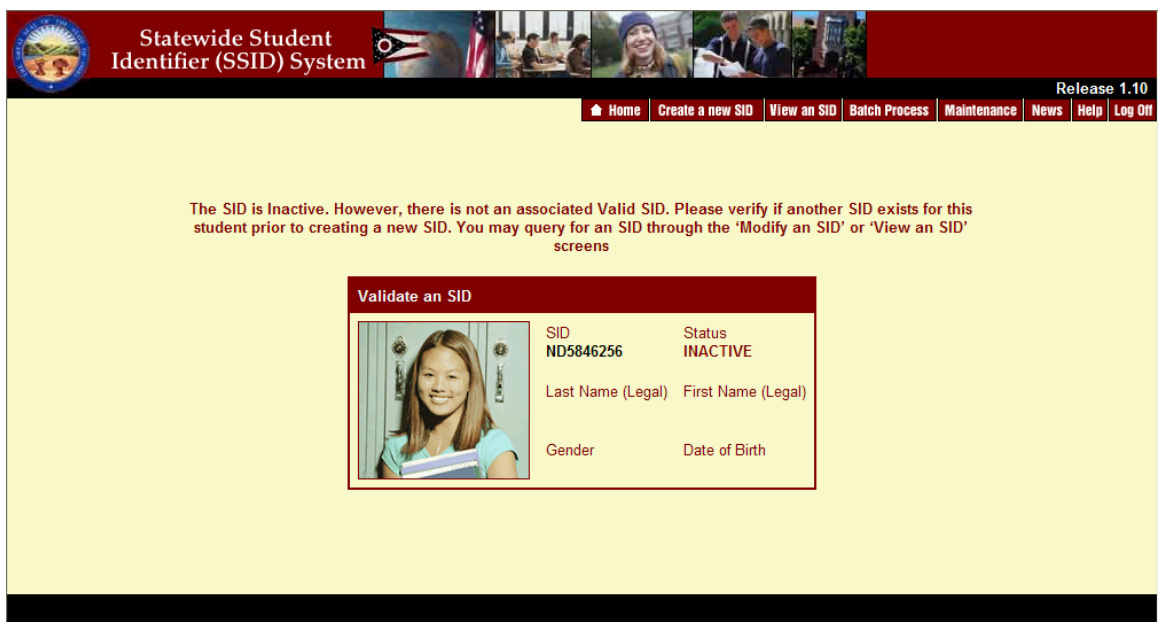 Statewide Student
Identifier (SSID) System
Release 1.10
Home Create a new SID View an SID Batch Process Maintenance News Help Log Off
The SID is Inactive. However, there is not an associated Valid SID. Please verify if another SID exists for this
student prior to creating a new SID. You may query for an SID through the ‘Modify an SID’ or ‘View an SID’
screens
Validate an SID
SID Status
ND5846256 INACTIVE
Last Name (Legal) First Name (Legal)
Gender Date of Birth